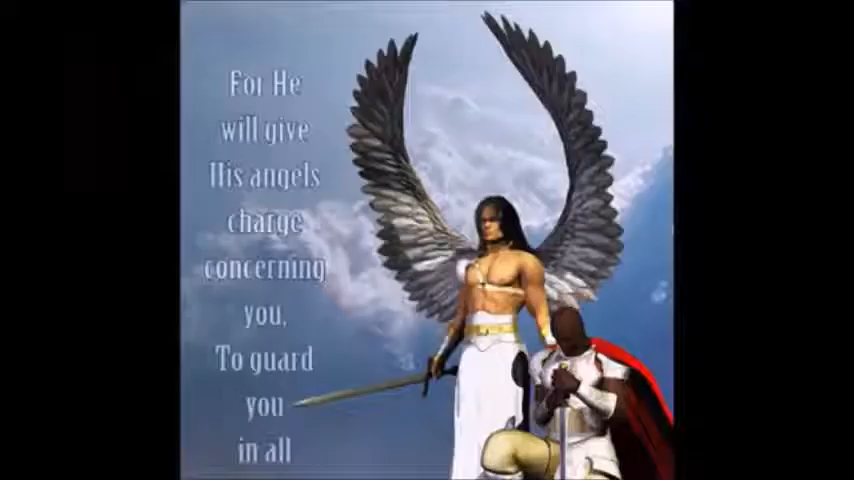 For He
will give
His angels
charge
concerning
you,
To guard
you
in all